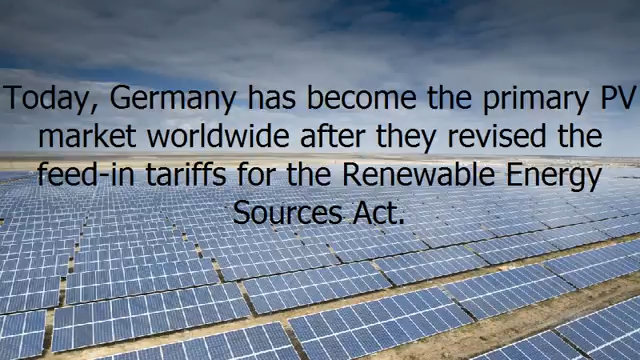 Today, Germany has become the primary PV
market worldwide after they revised the
feed-in tariffs for the Renewable Energy
Sources Act.